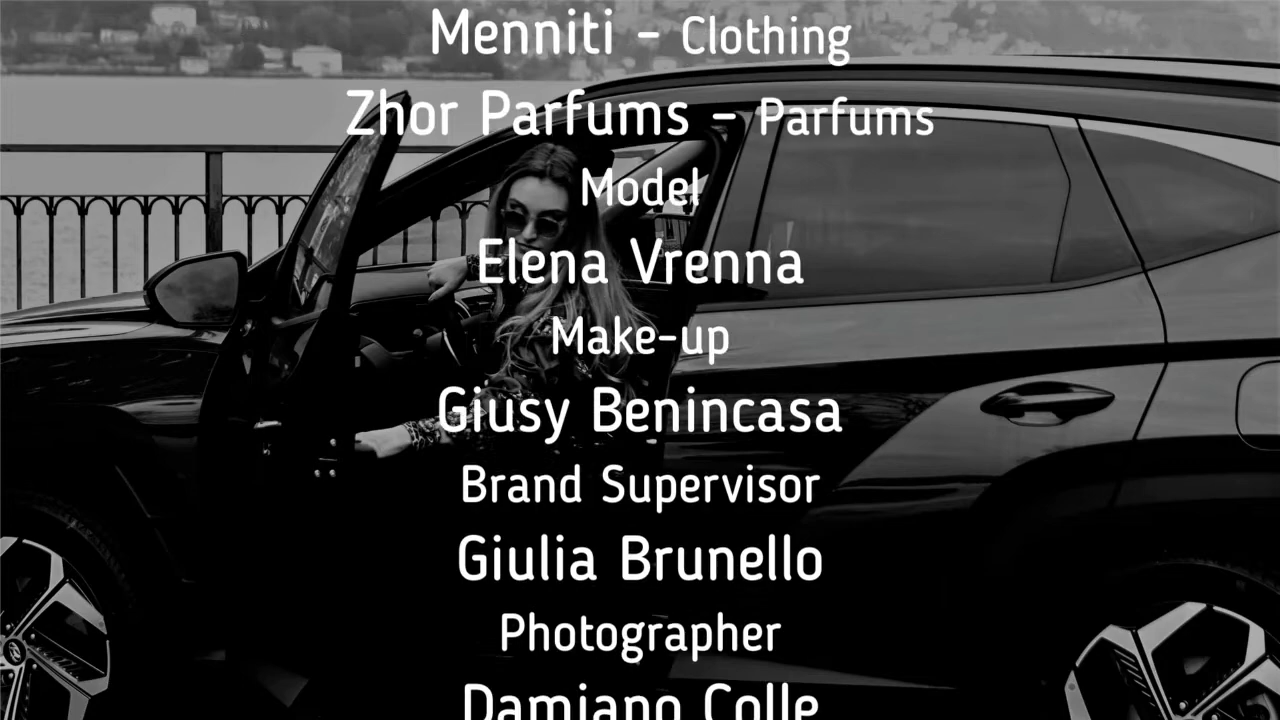 Menniti - Clothing
Zhor Parfums - Parfums
Model
Elena Vrenna
Make-up
Giusy Benincasa
Brand Supervisor
Giulia Brunello
Photographer
Damiano Colle